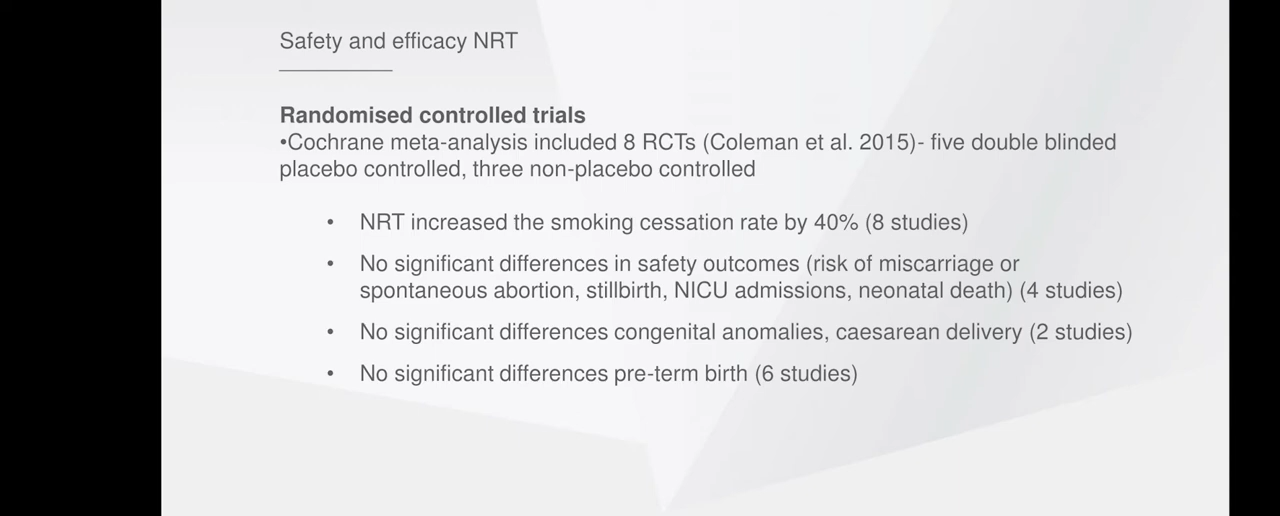 Safety and efficacy NRT
Randomised controlled trials
•Cochrane meta-analysis included 8 RCTs (Coleman et al. 2015)- five double blinded
placebo controlled, three non-placebo controlled
• NRT increased the smoking cessation rate by 40% (8 studies)
• No significant differences in safety outcomes (risk of miscarriage or
spontaneous abortion, stillbirth, NICU admissions, neonatal death) (4 studies)
• No significant differences congenital anomalies, caesarean delivery (2 studies)
• No significant differences pre-term birth (6 studies)